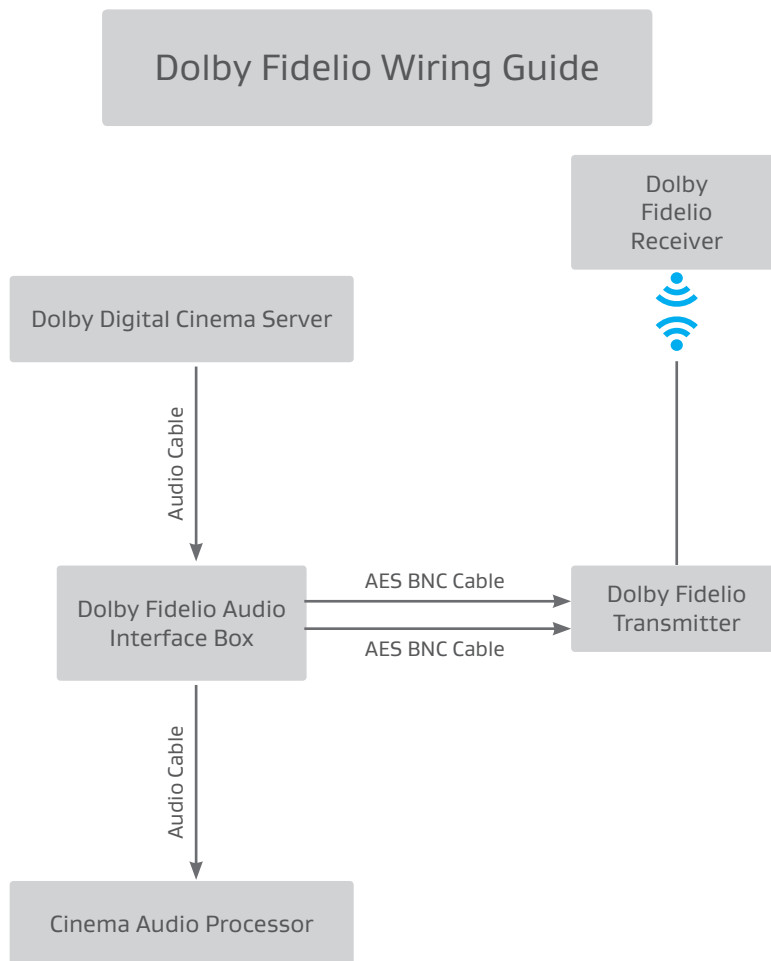 Dolby Fidelio Wiring Guide
Dolby
Fidelio
Receiver
Dolby Digital Cinema Server
Audio Cable
AES BNC Cable
Dolby Fidelio Audio
Interface Box
Dolby Fidelio
Transmitter
AES BNC Cable
Audio Cable
Cinema Audio Processor